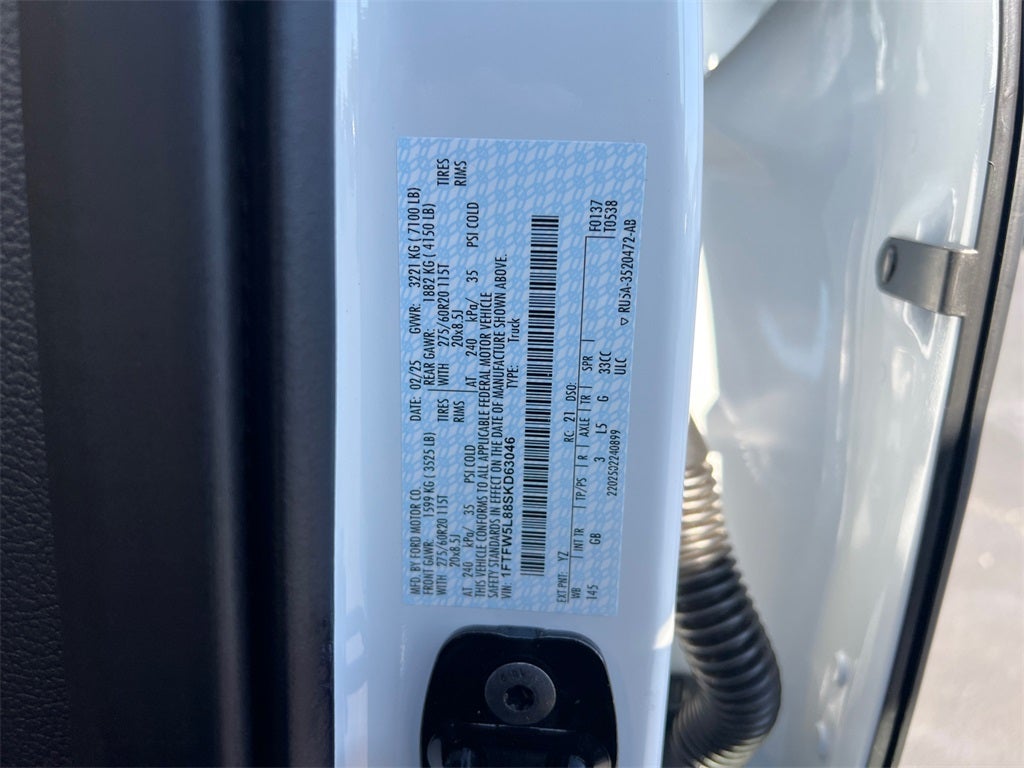 MFD. BY FORD MOTOR CO. DATE: 02/25 GVWR: 3221 KG ( 7100 LB)
FRONT GAWR: 1599 KG ( 3525 LB) REAR GAWR: 1882 KG ( 4150 LB)
WITH 275/60R20 115T TIRES WITH 275/60R20 115T TIRES
20x8.5J RIMS 20x8.5J RIMS
AT 240 kPa/ 35 PSI COLD AT 240 kPa/ 35 PSI COLD
THIS VEHICLE CONFORMS TO ALL APPLICABLE FEDERAL MOTOR VEHICLE
SAFETY STANDARDS IN EFFECT ON THE DATE OF MANUFACTURE SHOWN ABOVE.
VIN: 1FTFW5L88SKD63046 TYPE: Truck
EXT PNT: YZ RC: 21 DSO: F0137
WB INT TR TP/PS R AXLE TR SPR T0538
145 GB 3 L5 G 33CC
2202502240899 ULC ▽ RU5A-3520472-AB